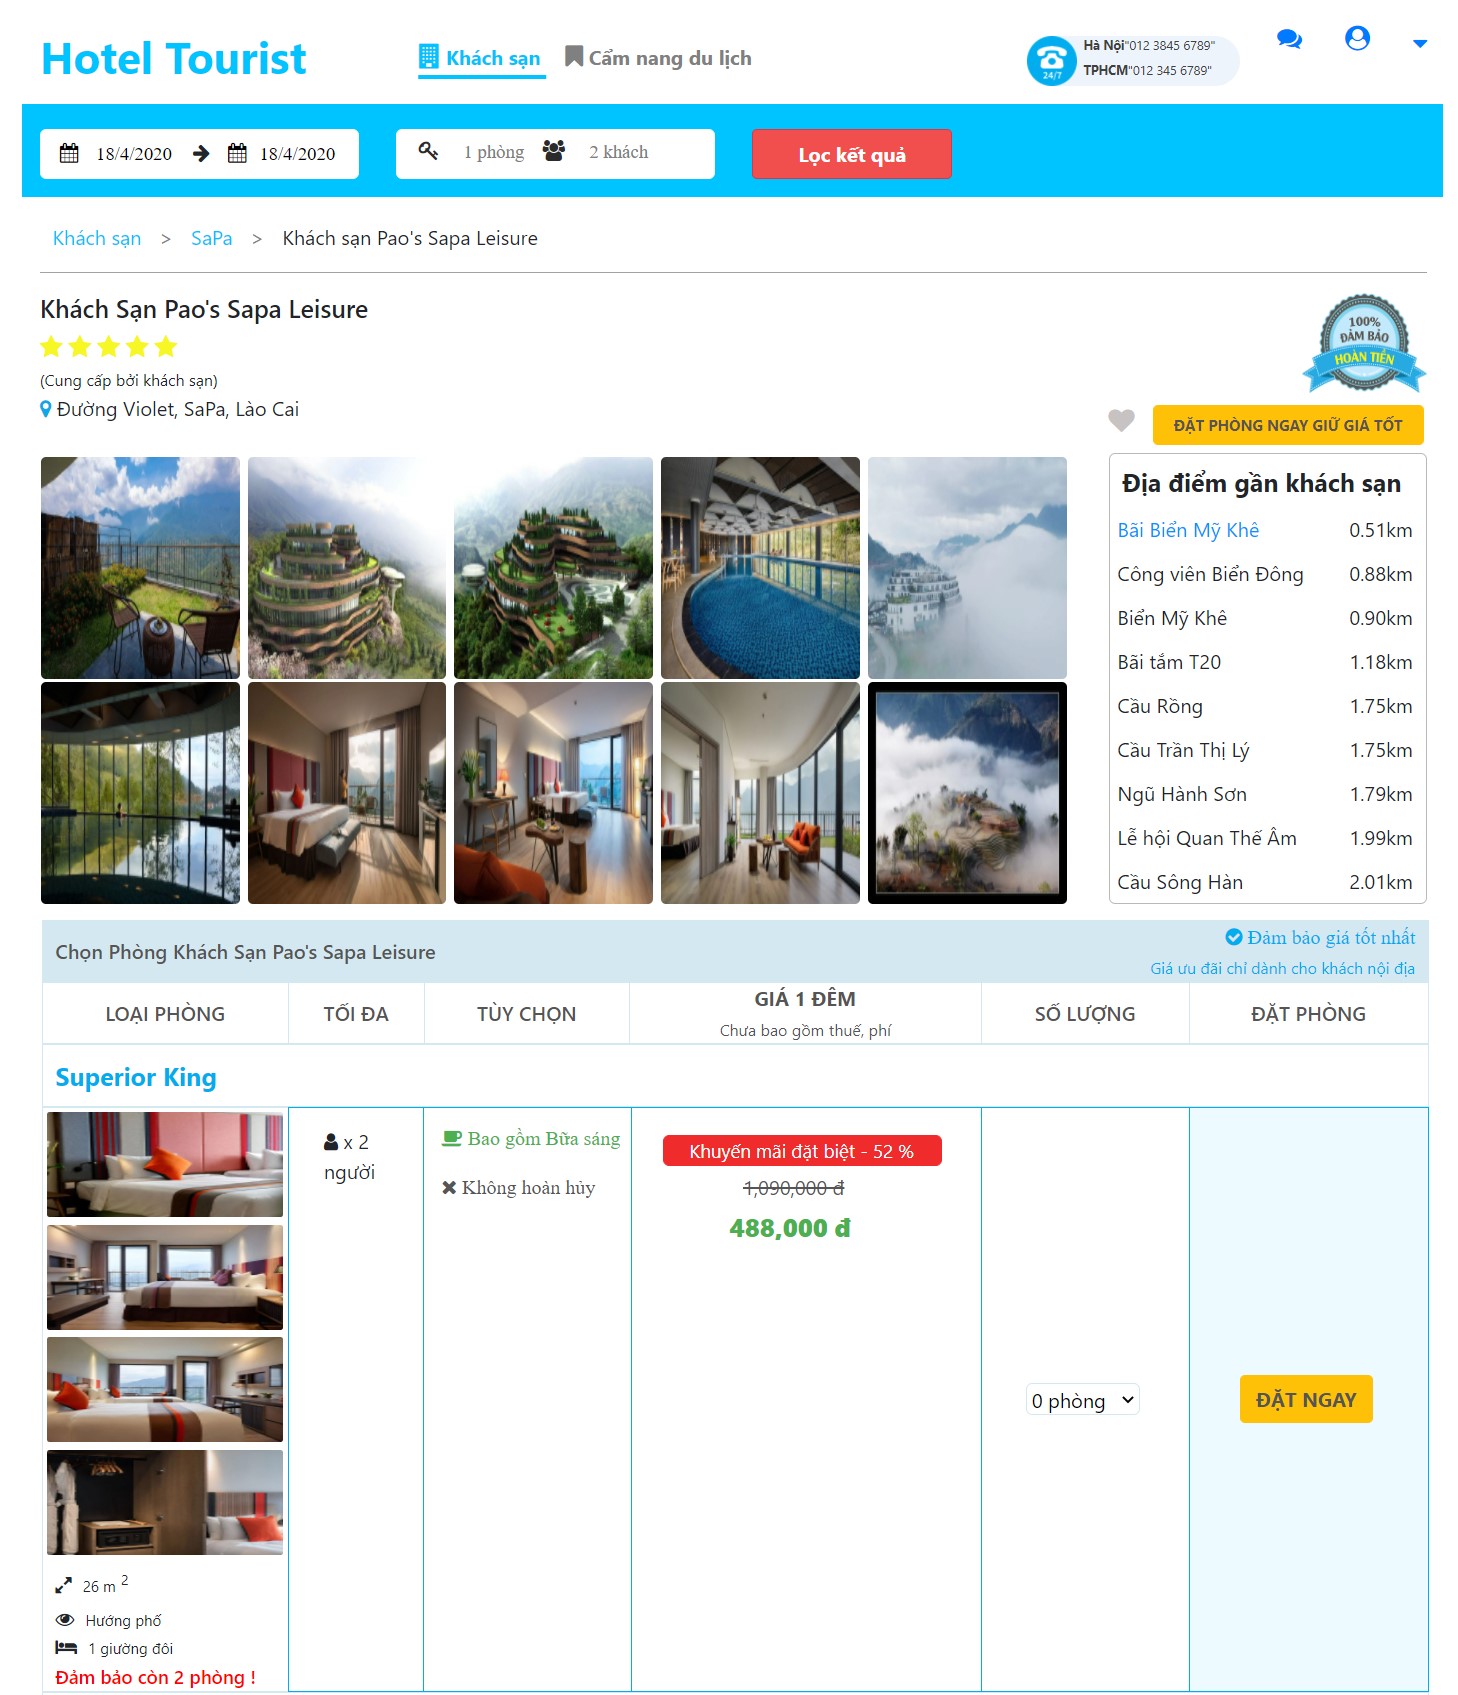 Hotel Tourist
Khách sạn
Cẩm nang du lịch
24/7
Hà Nội"012 3845 6789"
TPHCM"012 345 6789"
18/4/2020
18/4/2020
1 phòng
2 khách
Lọc kết quả
Khách sạn > SaPa > Khách sạn Pao's Sapa Leisure
Khách Sạn Pao's Sapa Leisure
(Cung cấp bởi khách sạn)
Đường Violet, SaPa, Lào Cai
100%
ĐẢM BẢO
HOÀN TIỀN
ĐẶT PHÒNG NGAY GIỮ GIÁ TỐT
Địa điểm gần khách sạn
Bãi Biển Mỹ Khê 0.51km
Công viên Biển Đông 0.88km
Biển Mỹ Khê 0.90km
Bãi tắm T20 1.18km
Cầu Rồng 1.75km
Cầu Trần Thị Lý 1.75km
Ngũ Hành Sơn 1.79km
Lễ hội Quan Thế Âm 1.99km
Cầu Sông Hàn 2.01km
Chọn Phòng Khách Sạn Pao's Sapa Leisure
Đảm bảo giá tốt nhất
Giá ưu đãi chỉ dành cho khách nội địa
LOẠI PHÒNG
TỐI ĐA
TÙY CHỌN
GIÁ 1 ĐÊM
Chưa bao gồm thuế, phí
SỐ LƯỢNG
ĐẶT PHÒNG
Superior King
x 2
người
Bao gồm Bữa sáng
Không hoàn hủy
Khuyến mãi đặt biệt - 52 %
1,090,000 đ
488,000 đ
0 phòng
ĐẶT NGAY
26 m 2
Hướng phố
1 giường đôi
Đảm bảo còn 2 phòng !